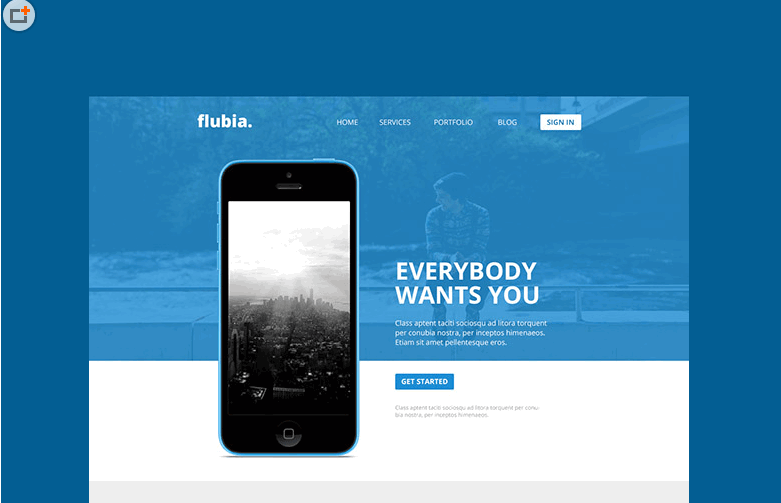 flubia.
HOME SERVICES PORTFOLIO BLOG SIGN IN
EVERYBODY
WANTS YOU
Class aptent taciti sociosqu ad litora torquent
per conubia nostra, per inceptos himenaeos.
Etiam sit amet pellentesque eros.
GET STARTED
Class aptent taciti sociosqu ad litora torquent per conu
bia nostra, per inceptos himenaeos.